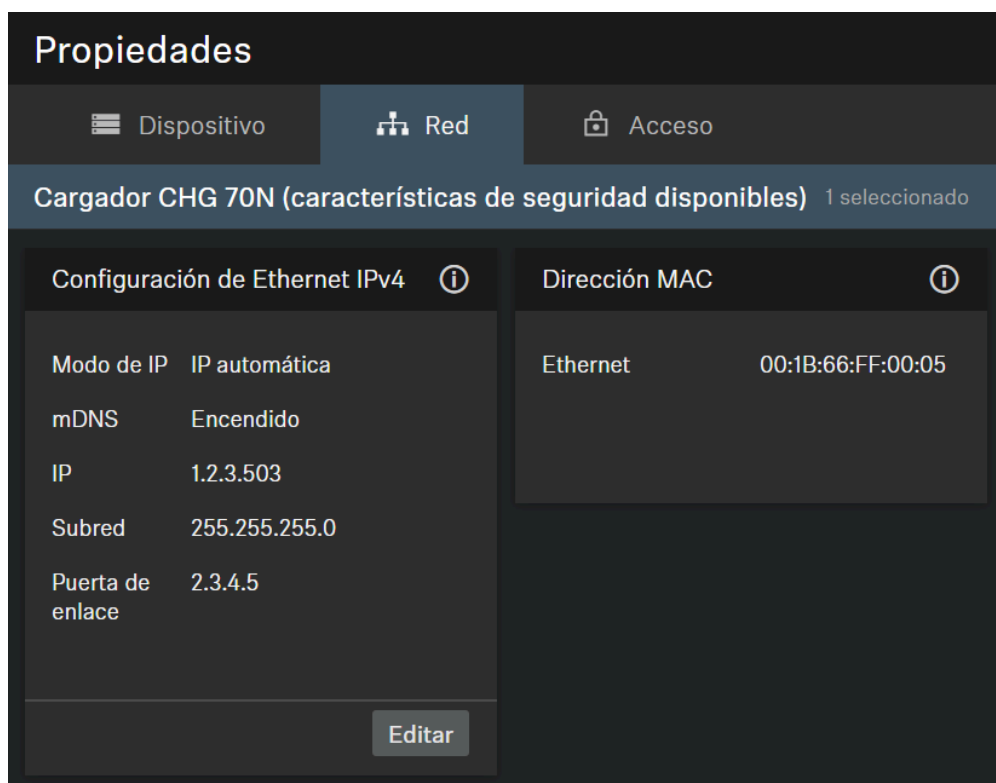 Propiedades
Dispositivo
Red
Acceso
Cargador CHG 70N (características de seguridad disponibles) 1 seleccionado
Configuración de Ethernet IPv4
Modo de IP IP automática
mDNS Encendido
IP 1.2.3.503
Subred 255.255.255.0
Puerta de 2.3.4.5
enlace
Editar
Dirección MAC
Ethernet 00:1B:66:FF:00:05